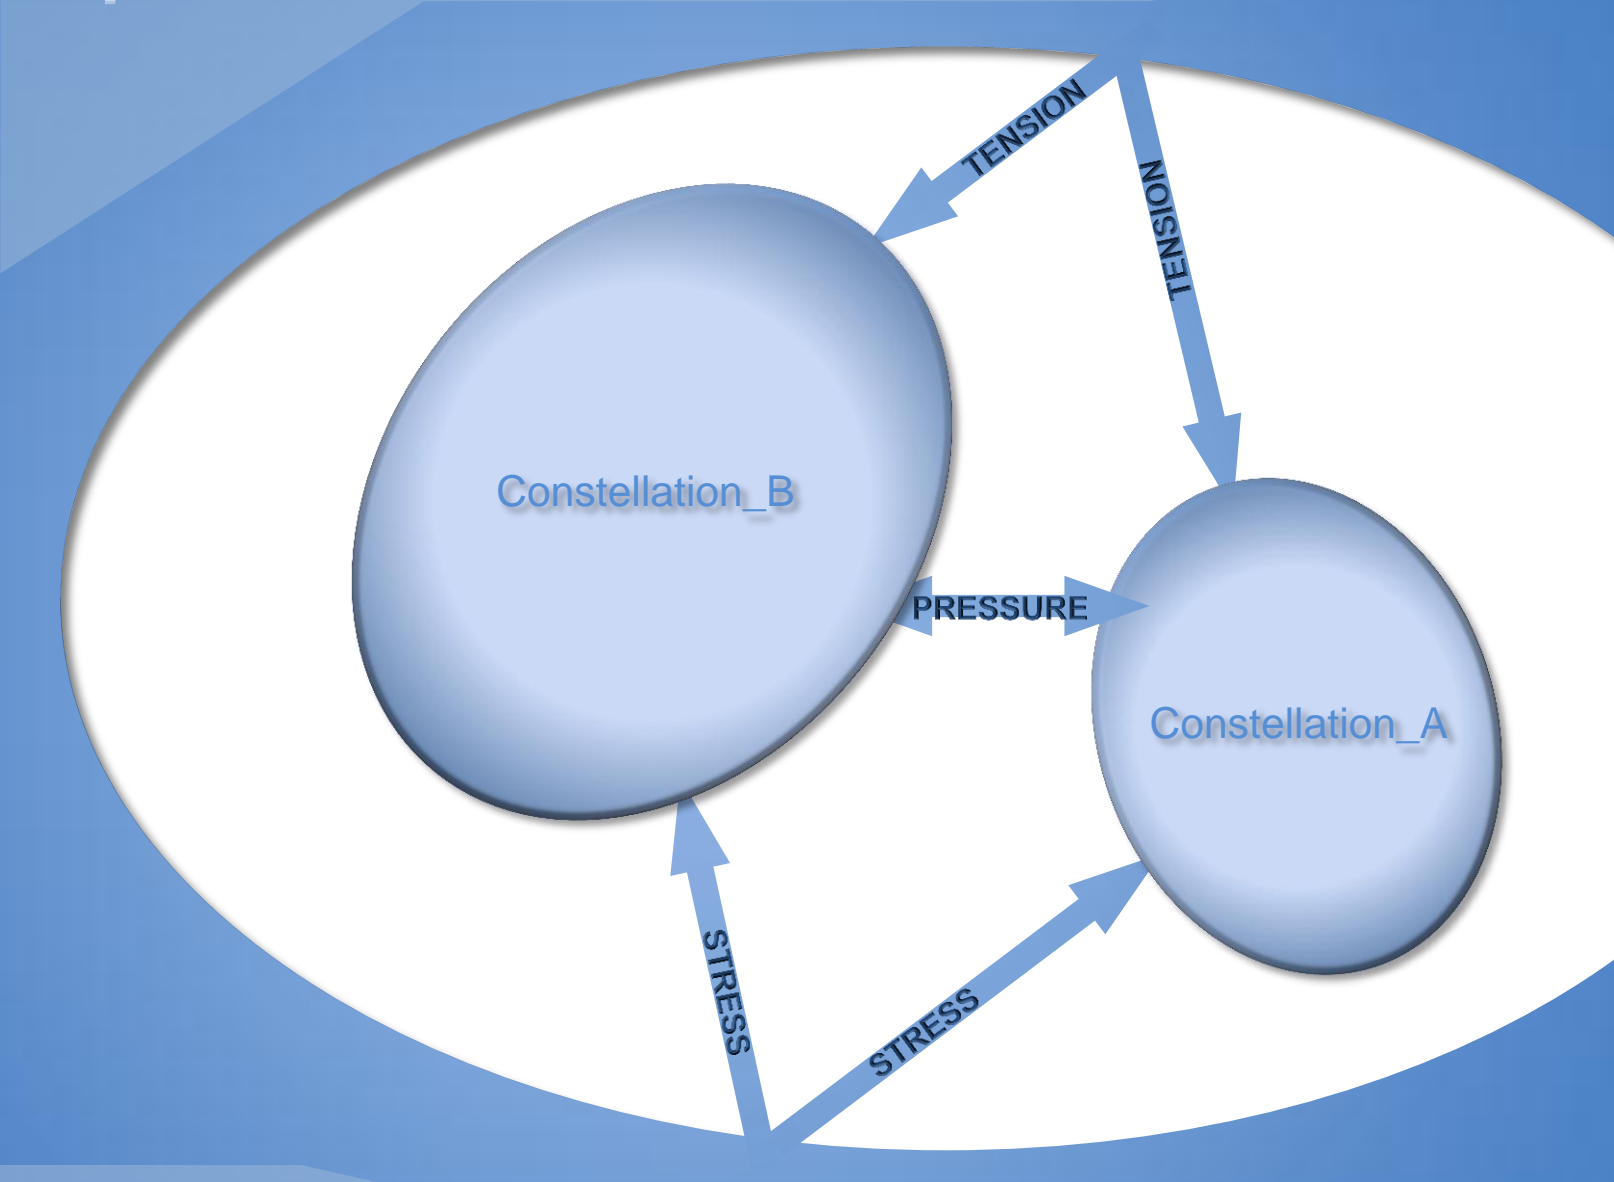 TENSION
TENSION
Constellation_B
PRESSURE
Constellation_A
STRESS
STRESS